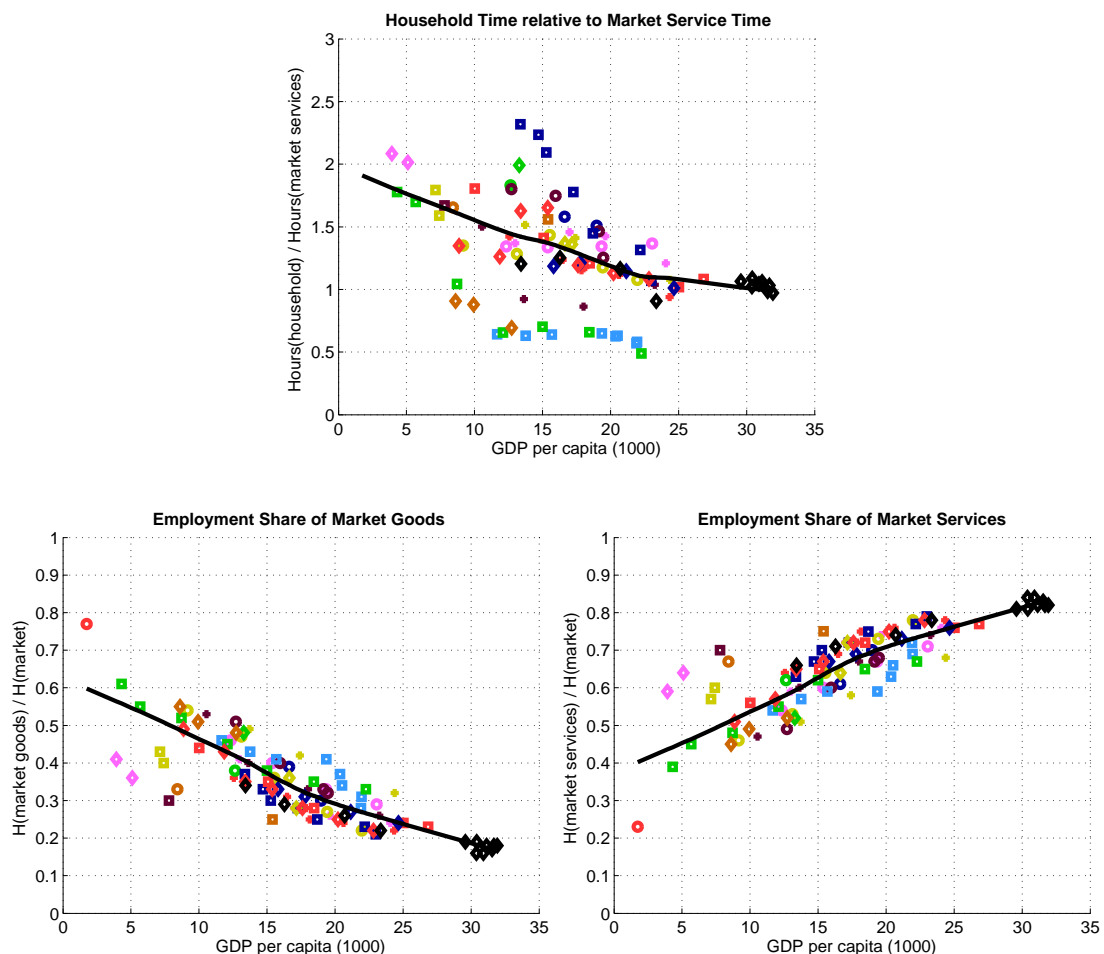 Household Time relative to Market Service Time
3
2.5
2
1.5
1
0.5
0
Hours(household) / Hours(market services)
0 5 10 15 20 25 30 35
GDP per capita (1000)
Employment Share of Market Goods
1
0.9
0.8
0.7
0.6
0.5
0.4
0.3
0.2
0.1
0
H(market goods) / H(market)
0 5 10 15 20 25 30 35
GDP per capita (1000)
Employment Share of Market Services
1
0.9
0.8
0.7
0.6
0.5
0.4
0.3
0.2
0.1
0
H(market services) / H(market)
0 5 10 15 20 25 30 35
GDP per capita (1000)